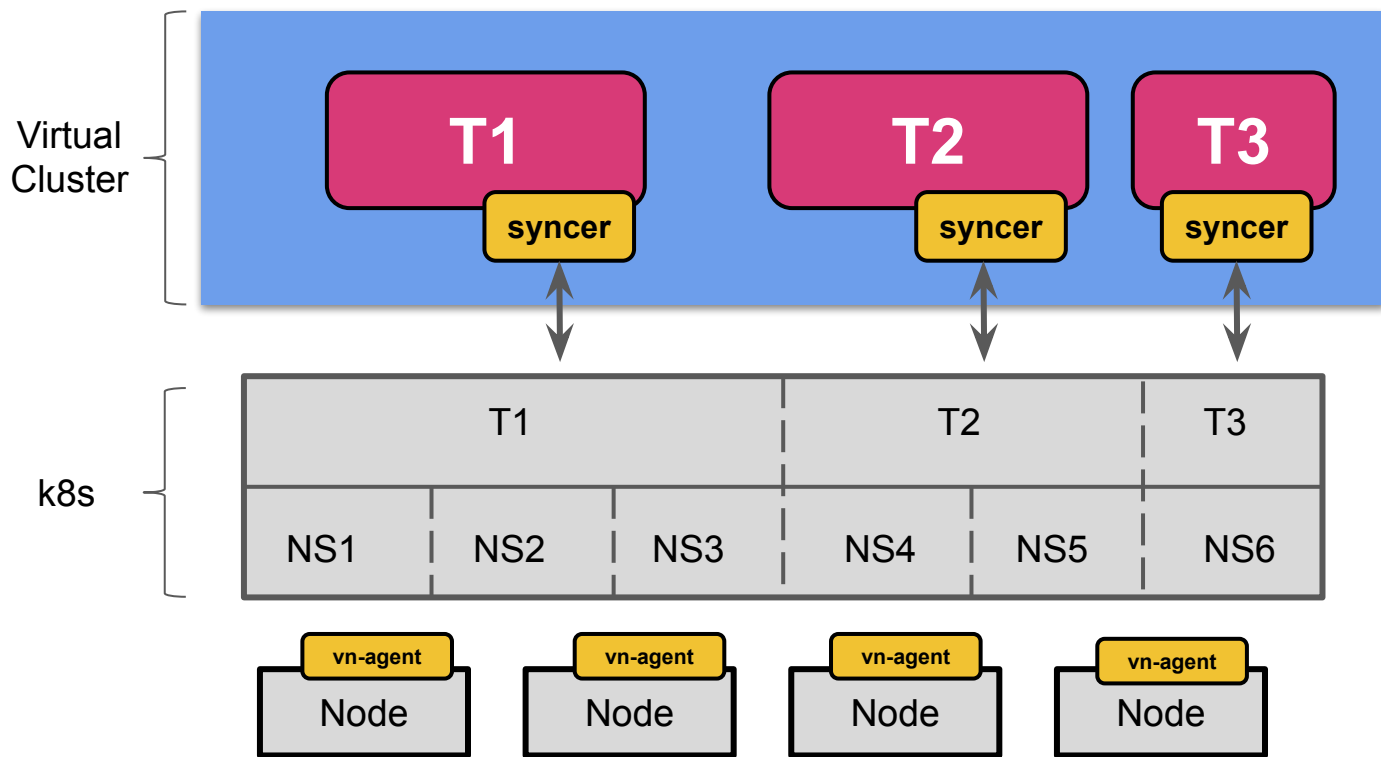 Virtual
Cluster
T1
T2
T3
syncer
syncer
syncer
k8s
T1
T2
T3
NS1
NS2
NS3
NS4
NS5
NS6
vn-agent
vn-agent
vn-agent
vn-agent
Node
Node
Node
Node